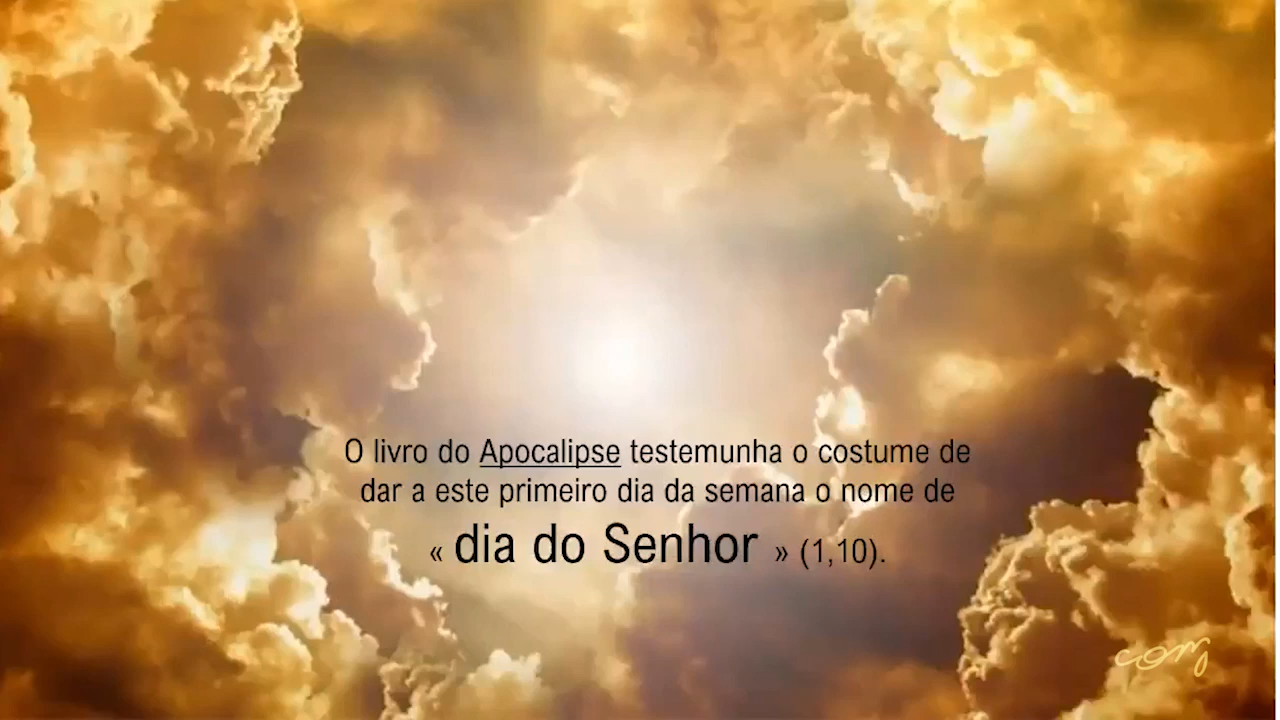 O livro do Apocalipse testemunha o costume de
dar a este primeiro dia da semana o nome de
« dia do Senhor » (1,10).
com